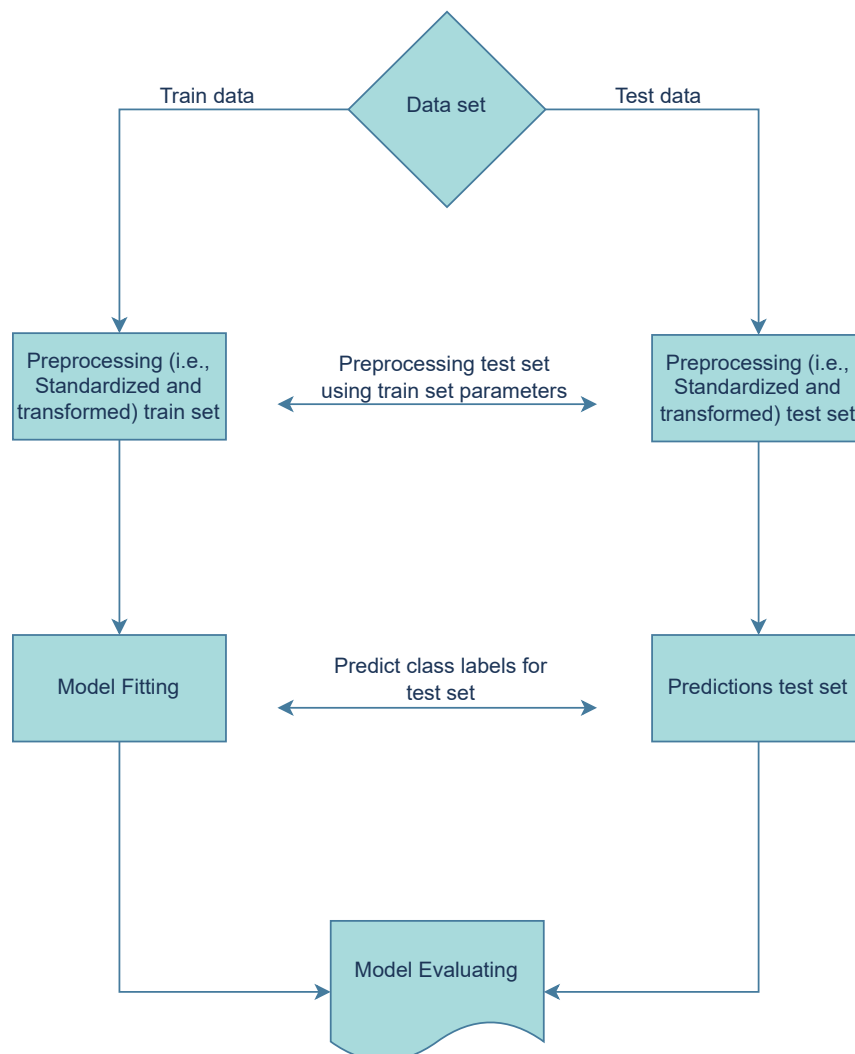 Train data
Data set
Test data
Preprocessing (i.e.,
Standardized and
transformed) train set
Preprocessing test set
using train set parameters
Preprocessing (i.e.,
Standardized and
transformed) test set
Model Fitting
Predict class labels for
test set
Predictions test set
Model Evaluating